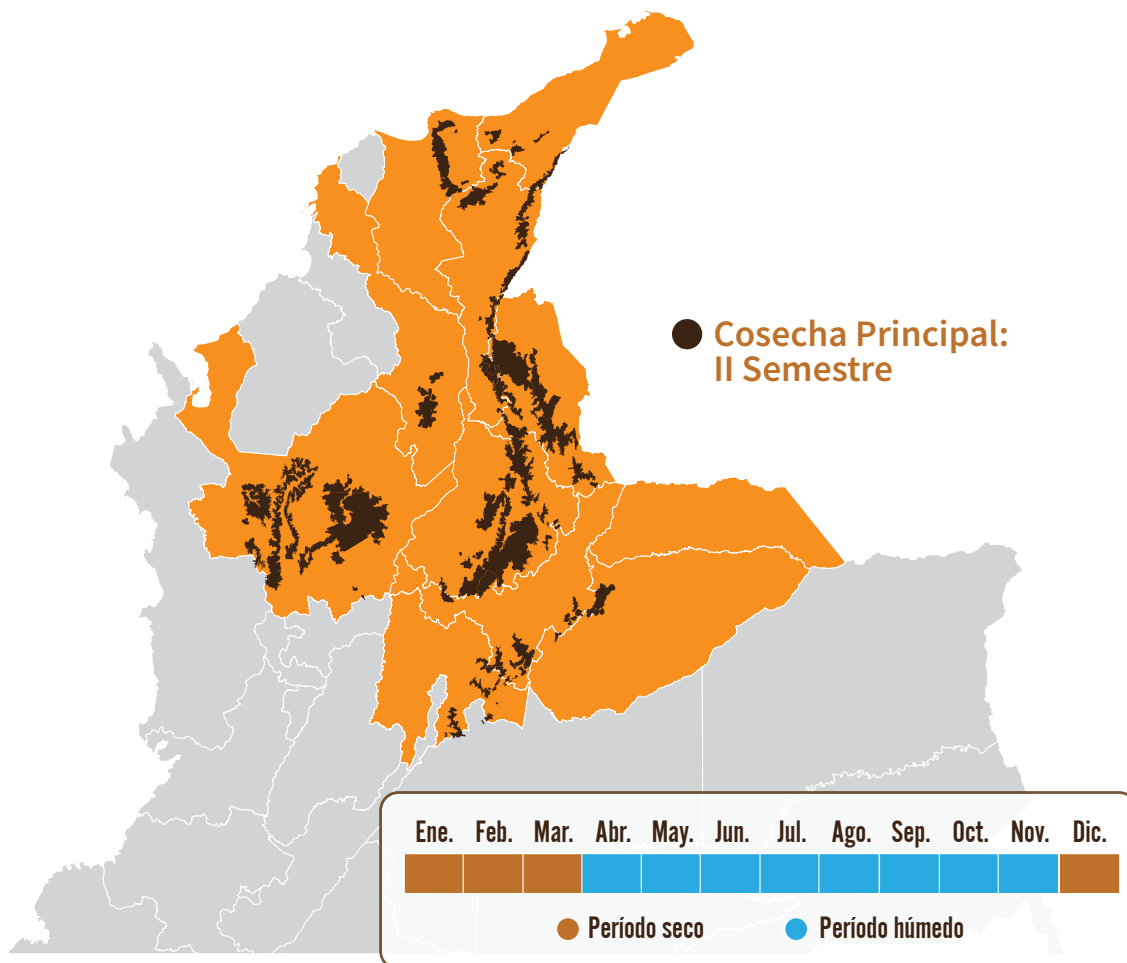 Cosecha Principal:
II Semestre
Ene. Feb. Mar. Abr. May. Jun. Jul. Ago. Sep. Oct. Nov. Dic.
Período seco Período húmedo